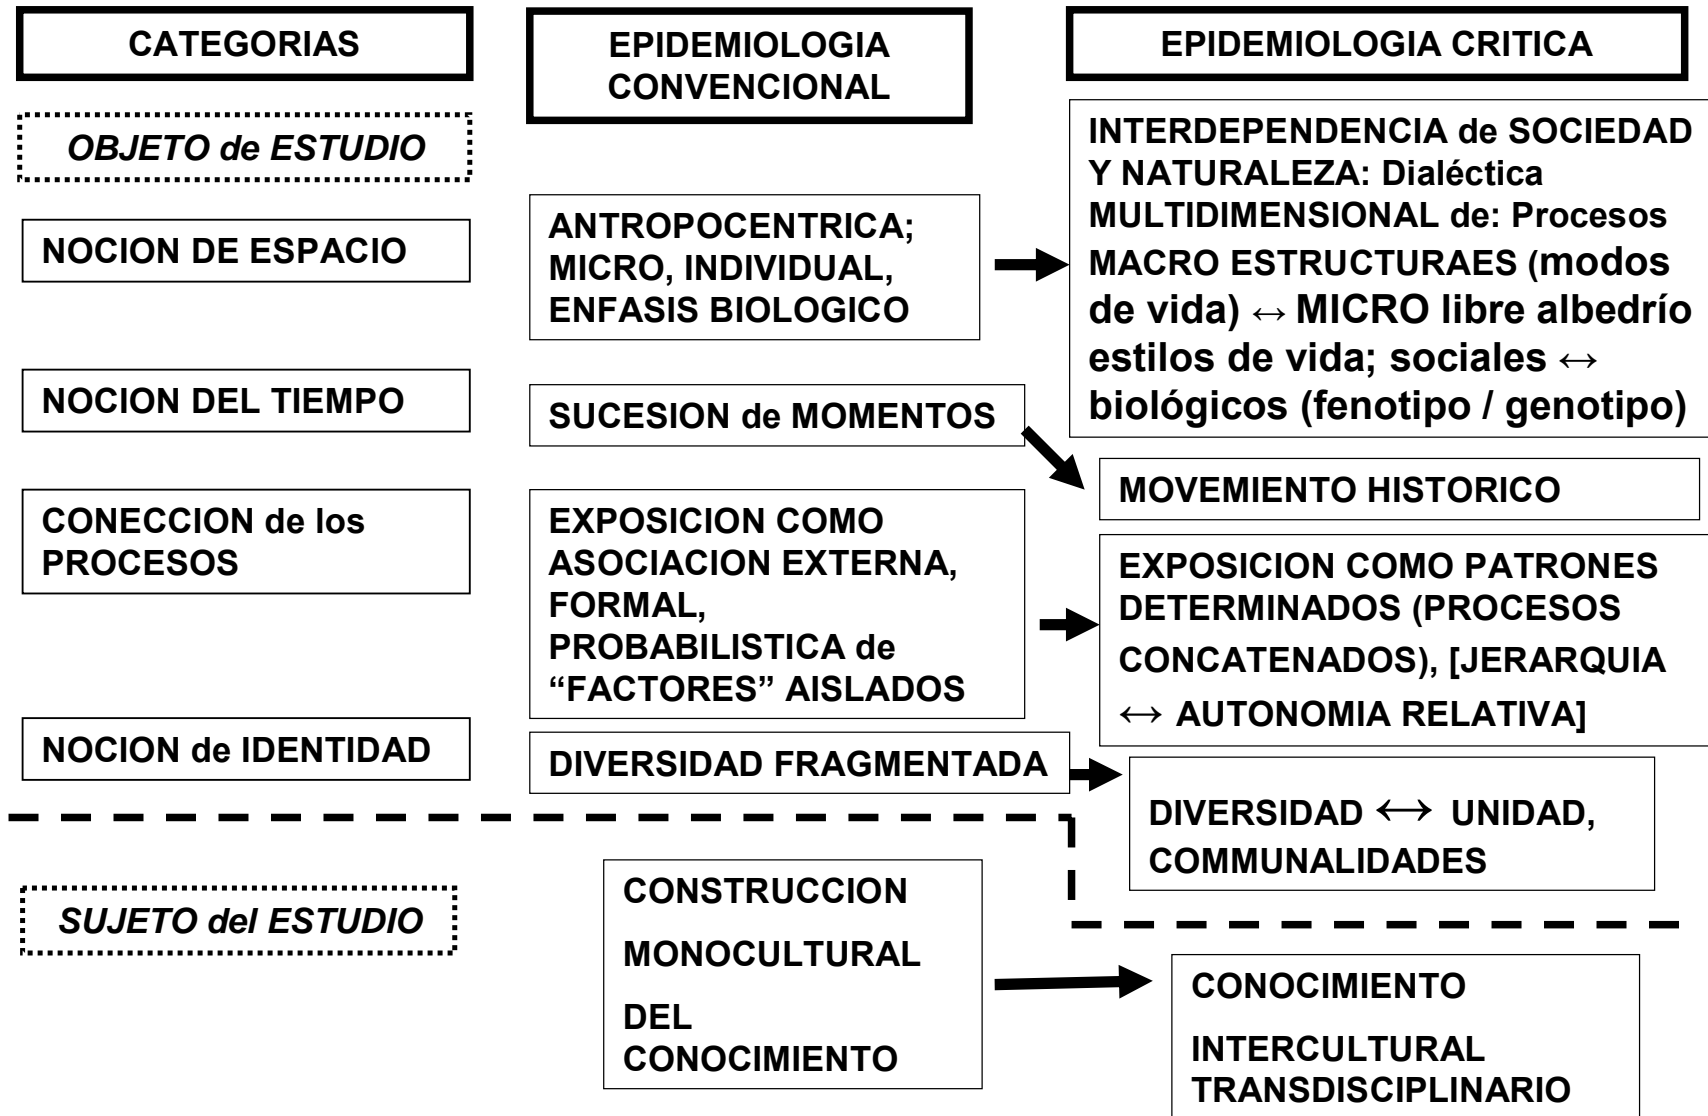 CATEGORIAS
EPIDEMIOLOGIA
CONVENCIONAL
EPIDEMIOLOGIA CRITICA
OBJETO de ESTUDIO
NOCION DE ESPACIO
ANTROPOCENTRICA;
MICRO, INDIVIDUAL,
ENFASIS BIOLOGICO
INTERDEPENDENCIA de SOCIEDAD
Y NATURALEZA: Dialéctica
MULTIDIMENSIONAL de: Procesos
MACRO ESTRUCTURAES (modos
de vida) ↔ MICRO libre albedrío
estilos de vida; sociales ↔
biológicos (fenotipo / genotipo)
NOCION DEL TIEMPO
SUCESION de MOMENTOS
MOVEMIENTO HISTORICO
CONECCION de los
PROCESOS
EXPOSICION COMO
ASOCIACION EXTERNA,
FORMAL,
PROBABILISTICA de
“FACTORES” AISLADOS
EXPOSICION COMO PATRONES
DETERMINADOS (PROCESOS
CONCATENADOS), [JERARQUIA
↔ AUTONOMIA RELATIVA]
NOCION de IDENTIDAD
DIVERSIDAD FRAGMENTADA
DIVERSIDAD ↔ UNIDAD,
COMMUNALIDADES
SUJETO del ESTUDIO
CONSTRUCCION
MONOCULTURAL
DEL
CONOCIMIENTO
CONOCIMIENTO
INTERCULTURAL
TRANSDISCIPLINARIO